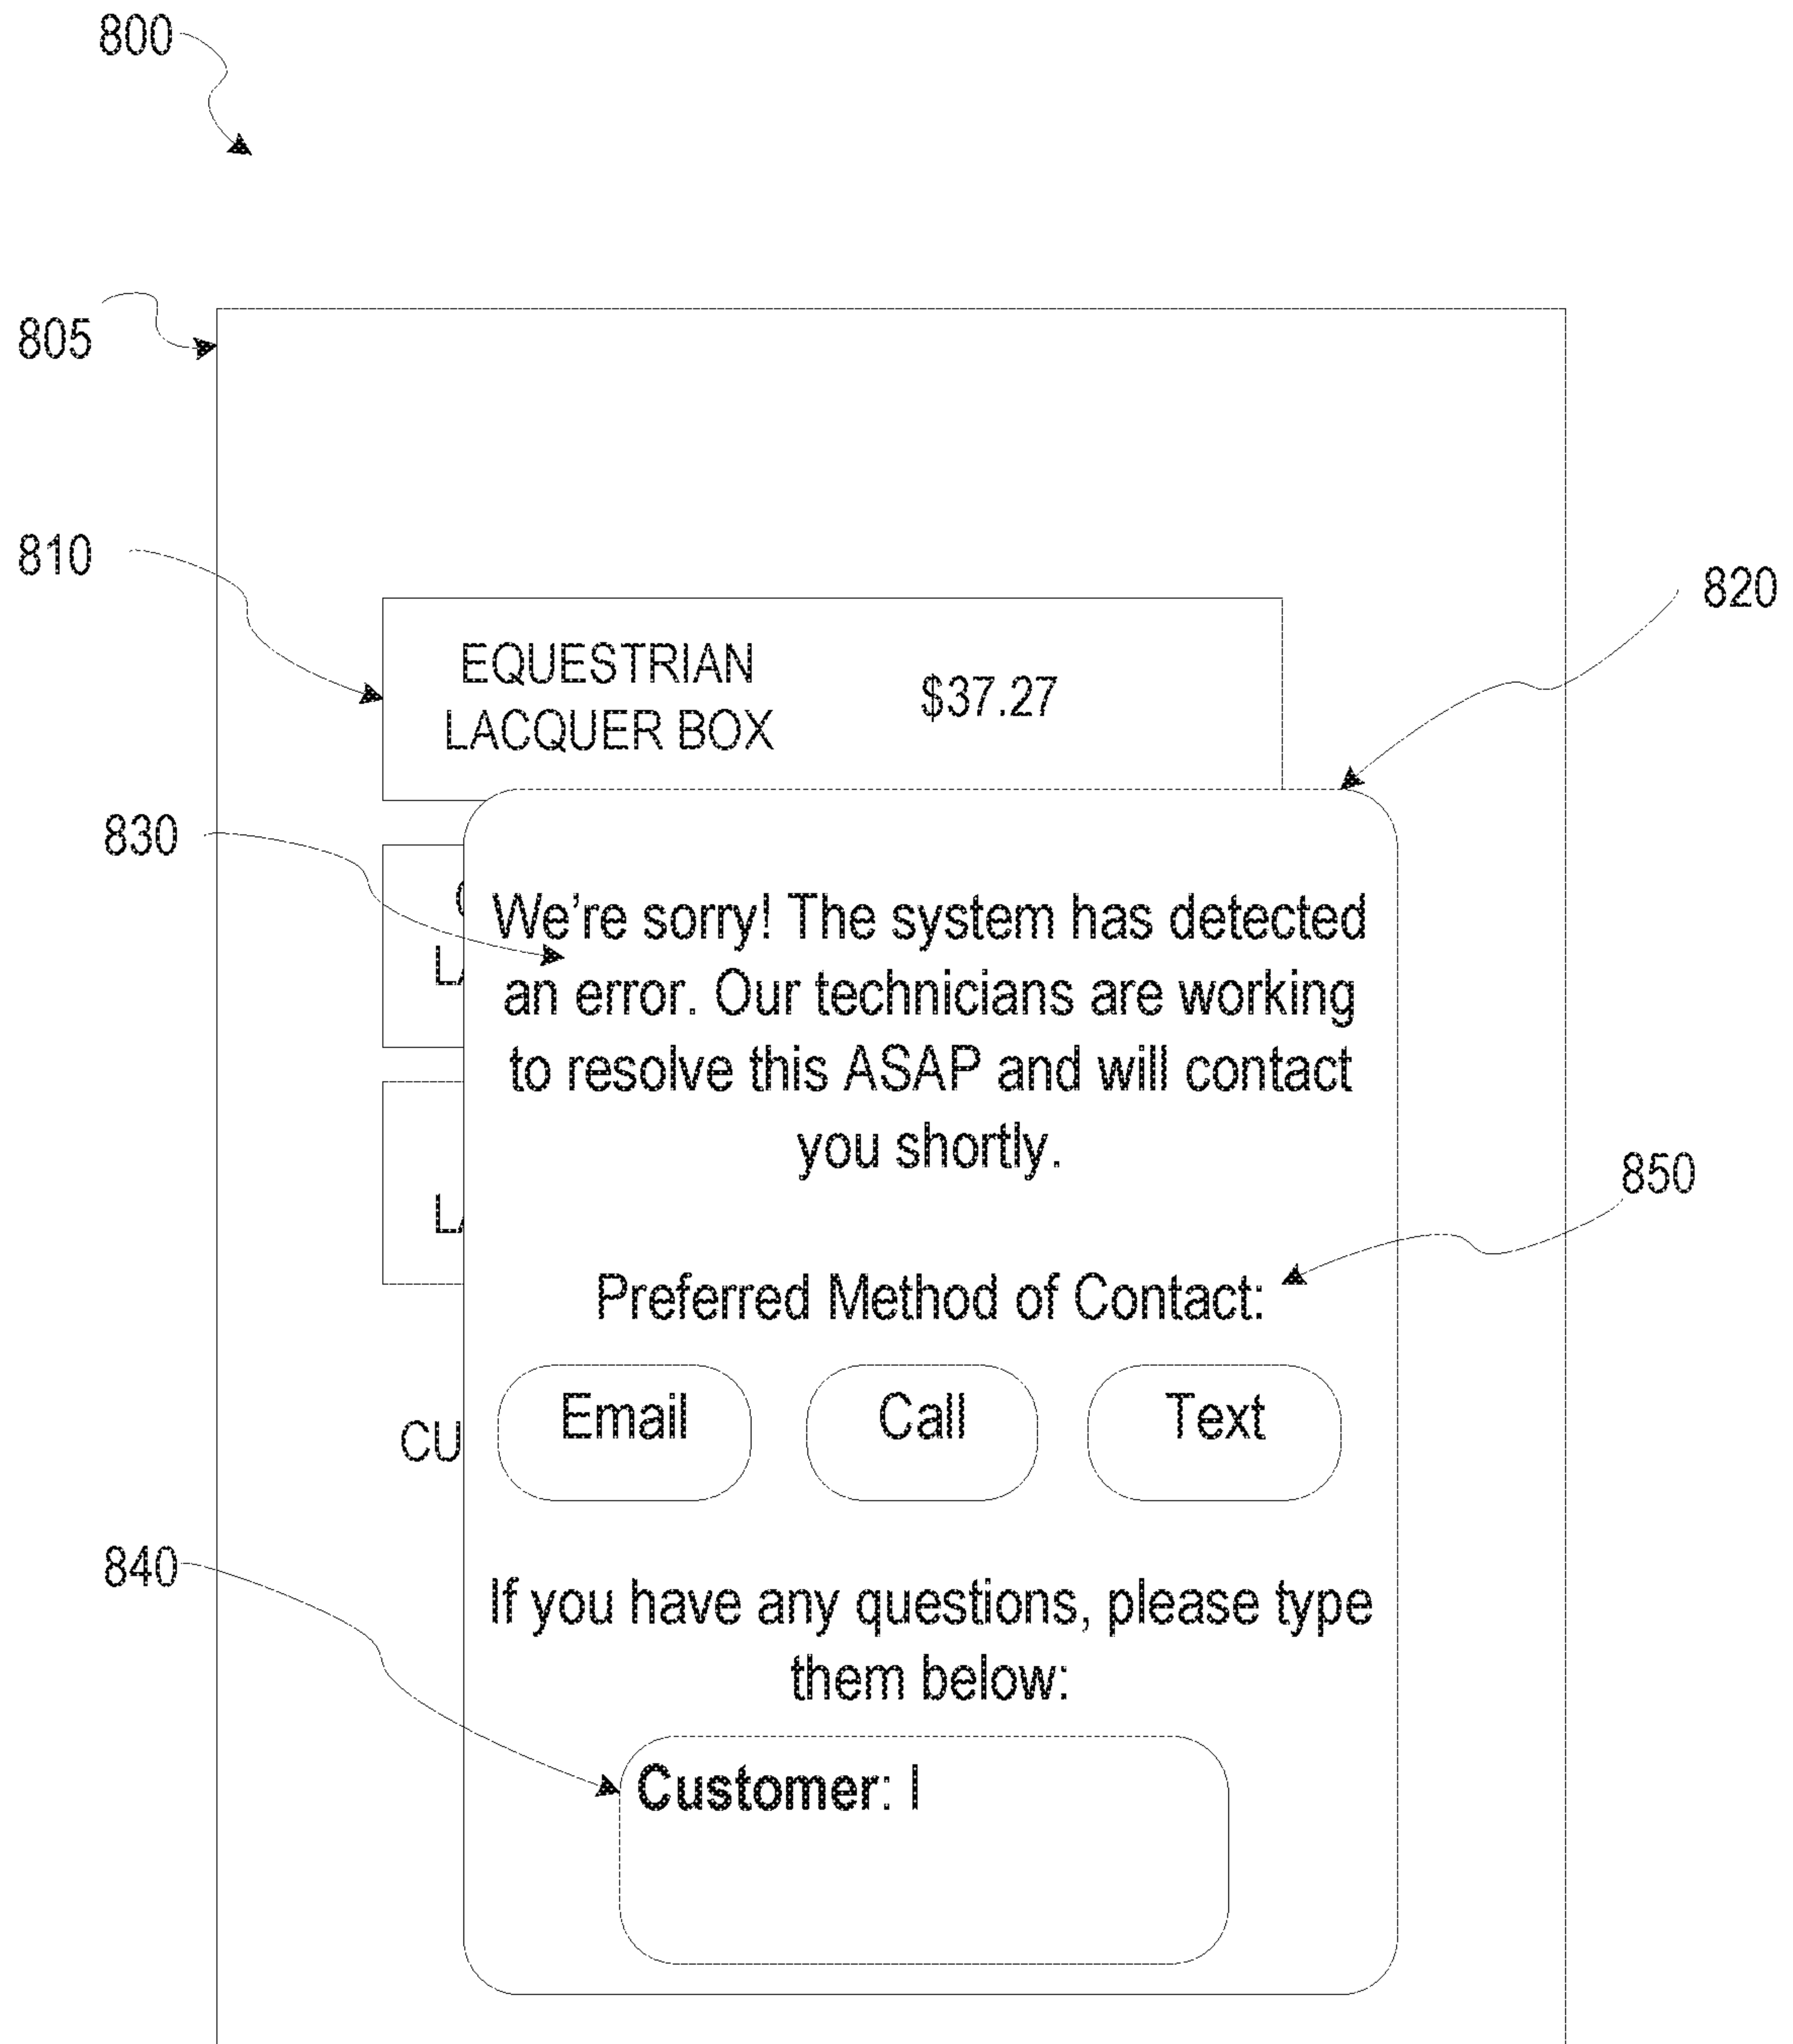 800
805
810
820
EQUESTRIAN
LACQUER BOX
$37.27
830
We're sorry! The system has detected
an error. Our technicians are working
to resolve this ASAP and will contact
you shortly.
850
Preferred Method of Contact:
Email
Call
Text
CU
840
If you have any questions, please type
them below:
Customer: I